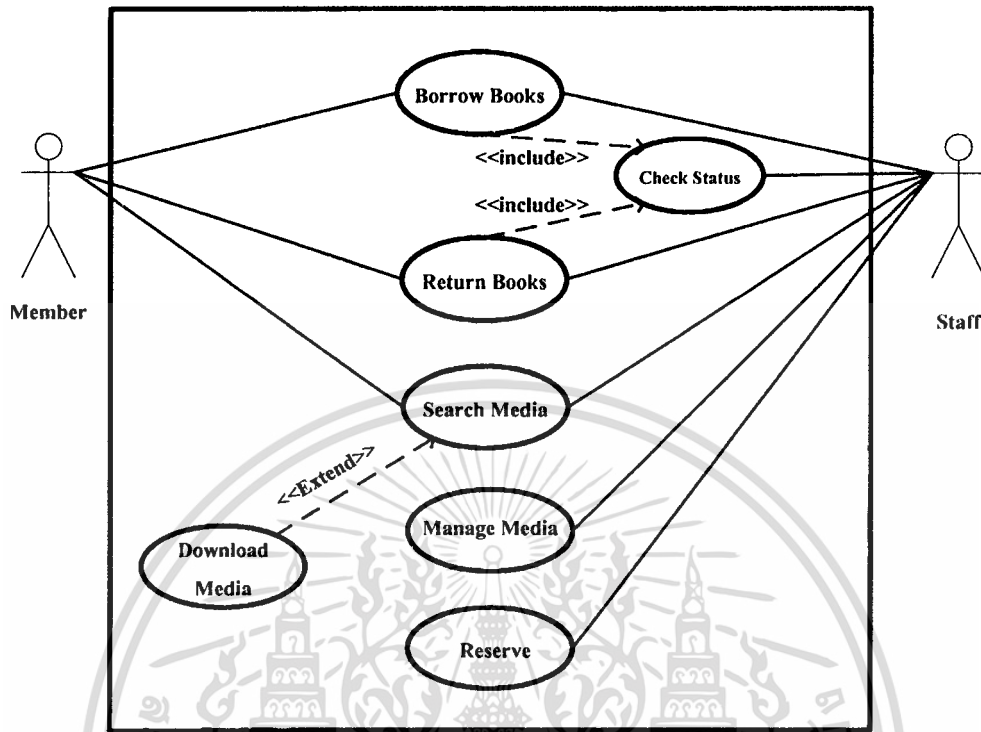 Borrow Books
<<include>>
Check Status
<<include>>
Return Books
Member
Staff
Search Media
<<Extend>>
Manage Media
Download
Media
Reserve